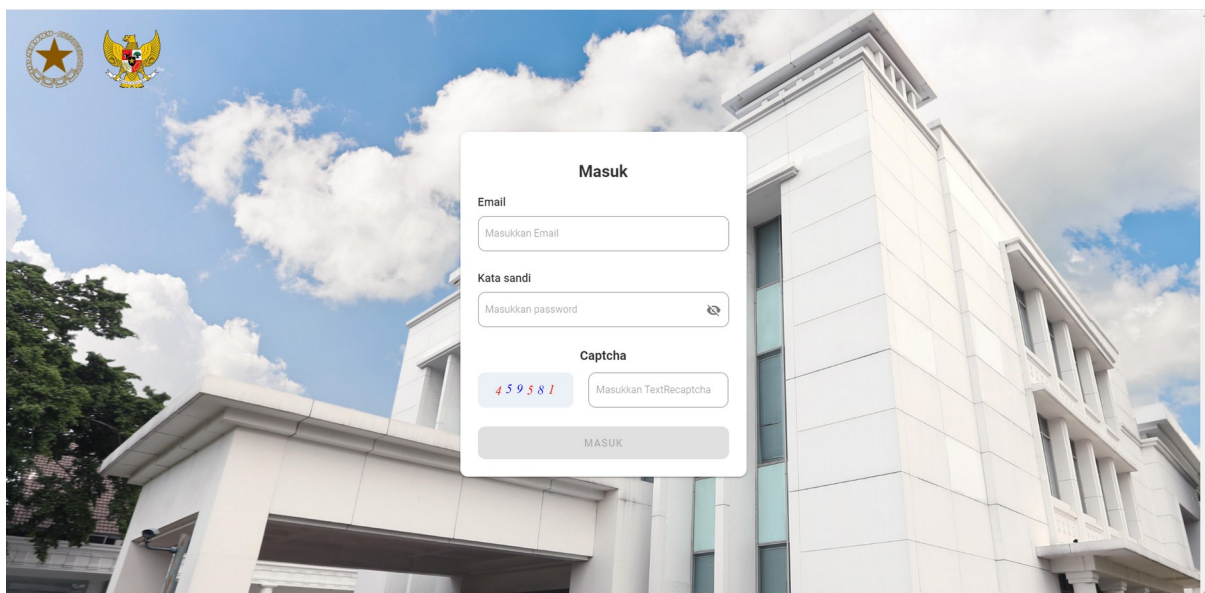 Masuk
Email
Masukkan Email
Kata sandi
Masukkan password
Captcha
459581
Masukkan TextRecaptcha
MASUK